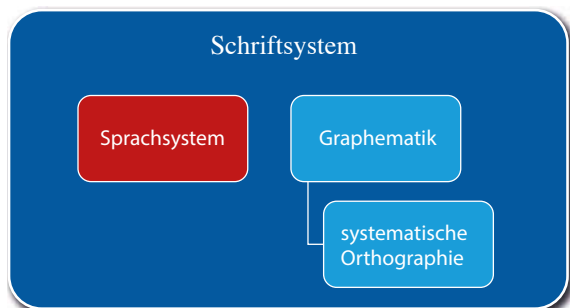 Schriftsystem
Sprachsystem
Graphematik
systematische
Orthographie